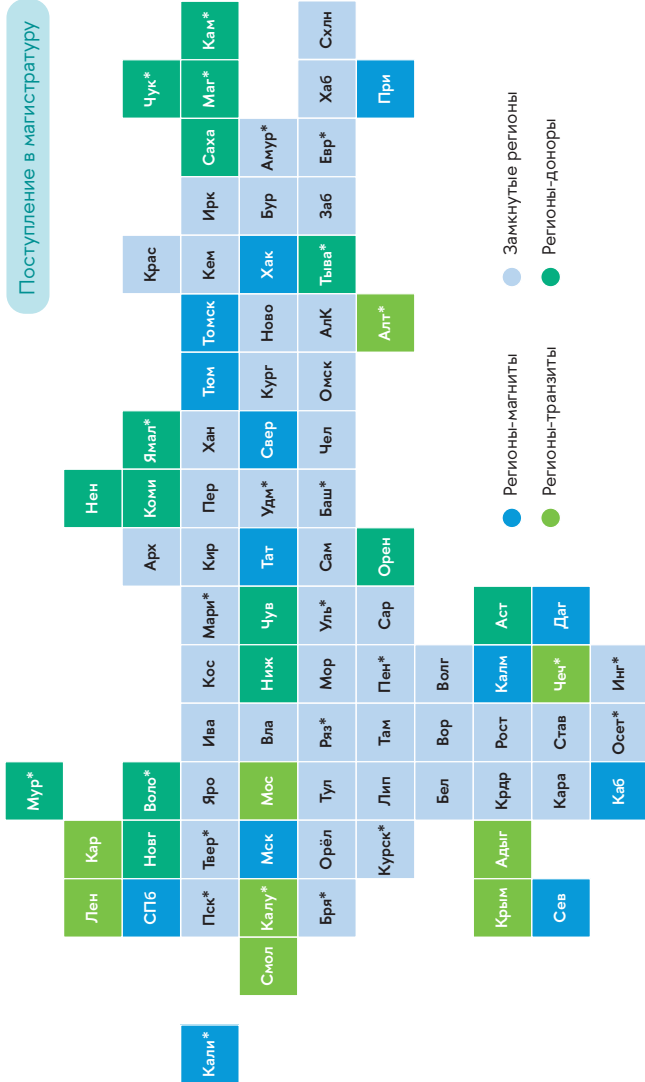 Поступление в магистратуру
Мур*
Лен Кар Нен
СПб Новг Воло* Арх Коми Ямал* Крас Чук*
Кали* Пск* Твер* Яро Ива Кос Мари* Кир Пер Хан Тюм Томск Кем Ирк Саха Маг* Кам*
Смол Калу* Мск Мос Вла Ниж Чув Тат Удм* Свер Кург Ново Хак Бур Амур*
Бря* Орёл Тул Ряз* Мор Уль* Сам Баш* Чел Омск АлК Тыва* Заб Евр* Хаб Схлн
Курск* Лип Там Пен* Сар Орен Алт* При
Бел Вор Волг
Крым Адыг Крдр Рост Калм Аст
Сев Кара Став Чеч* Даг
Каб Осет* Инг*
Регионы-магниты Замкнутые регионы
Регионы-транзиты Регионы-доноры